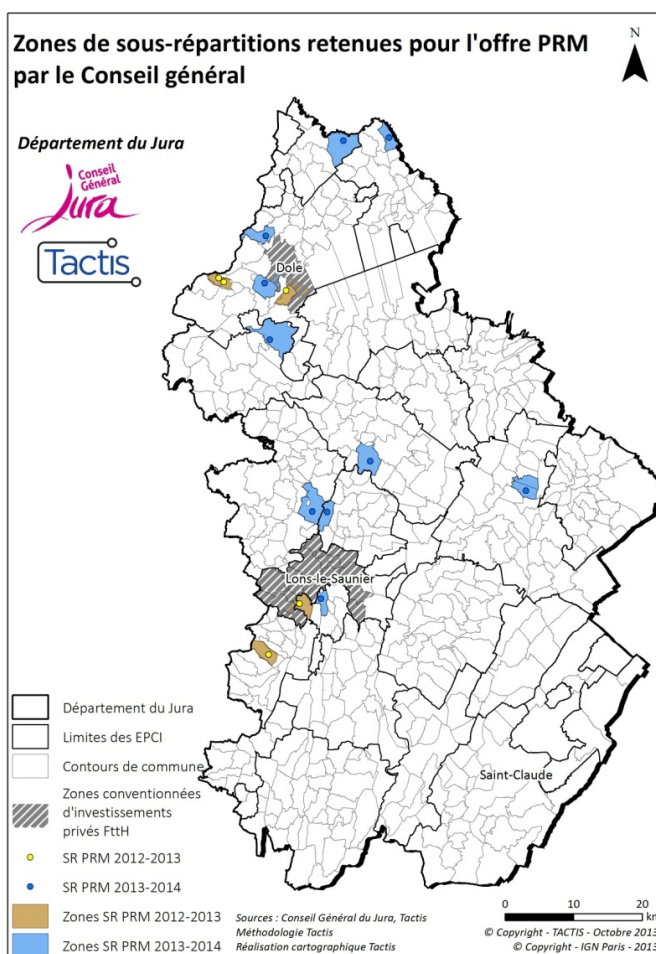 Zones de sous-répartitions retenues pour l'offre PRM
par le Conseil général
N
Département du Jura
Conseil
Général
Jura
Tactis
Dole
Lons-le-Saunier
Saint-Claude
Département du Jura
Limites des EPCI
Contours de commune
Zones conventionnées
d'investissements
privés FttH
SR PRM 2012-2013
SR PRM 2013-2014
Zones SR PRM 2012-2013
Zones SR PRM 2013-2014
Sources : Conseil Général du Jura, Tactis
Méthodologie Tactis
Réalisation cartographique Tactis
0 10 20
km
© Copyright - TACTIS - Octobre 2013
© Copyright - IGN Paris - 2013